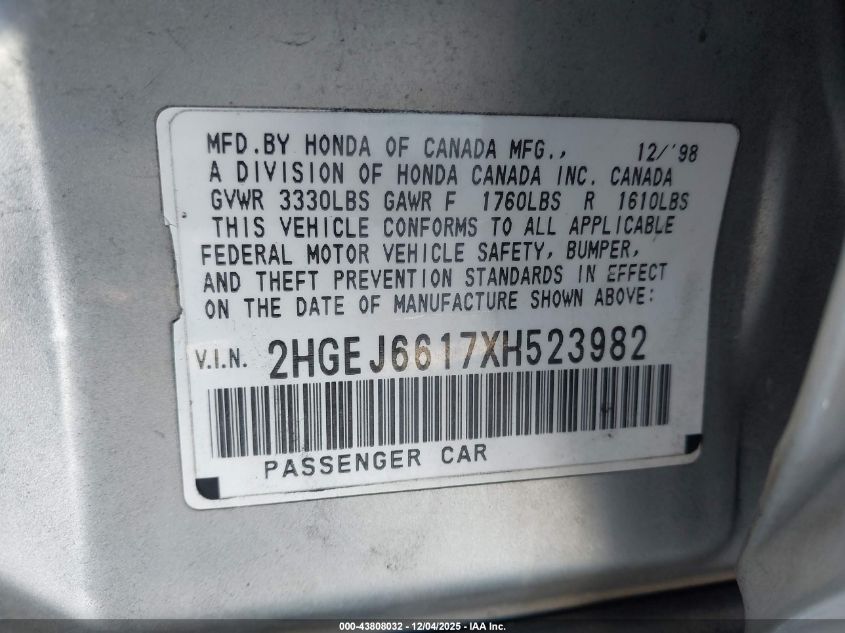 MFD.BY HONDA OF CANADA MFG., 12/'98
A DIVISION OF HONDA CANADA INC. CANADA
GVWR 3330LBS GAWR F 1760LBS R 1610LBS
THIS VEHICLE CONFORMS TO ALL APPLICABLE
FEDERAL MOTOR VEHICLE SAFETY, BUMPER,
AND THEFT PREVENTION STANDARDS IN EFFECT
ON THE DATE OF MANUFACTURE SHOWN ABOVE:
V.I.N. 2HGEJ6617XH523982
PASSENGER CAR
000-43808032 - 12/04/2025 - IAA Inc.